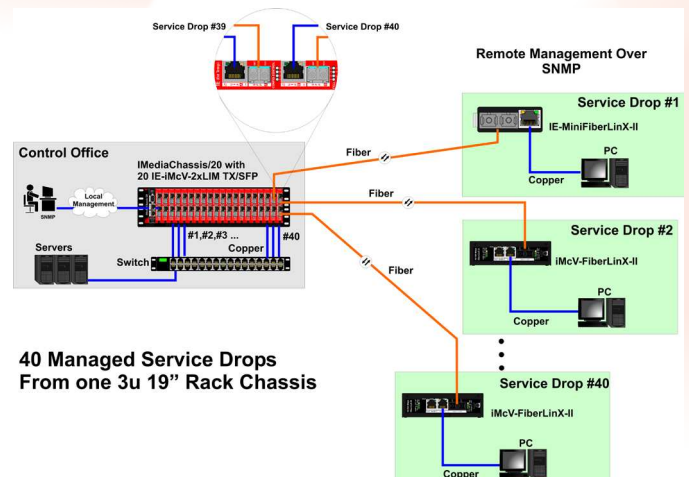 Service Drop #39
Service Drop #40
Remote Management Over
SNMP
Service Drop #1
IE-MiniFiberLinX-II
PC
Copper
Control Office
IMediaChassis/20 with
20 IE-iMcV-2xLIM TX/SFP
Fiber
Local
Management
SNMP
Fiber
#1,#2,#3 ...
#40
Copper
Servers
Switch
Fiber
Service Drop #2
iMcV-FiberLinX-II
PC
Copper
40 Managed Service Drops
From one 3u 19" Rack Chassis
Service Drop #40
iMcV-FiberLinX-II
PC
Copper